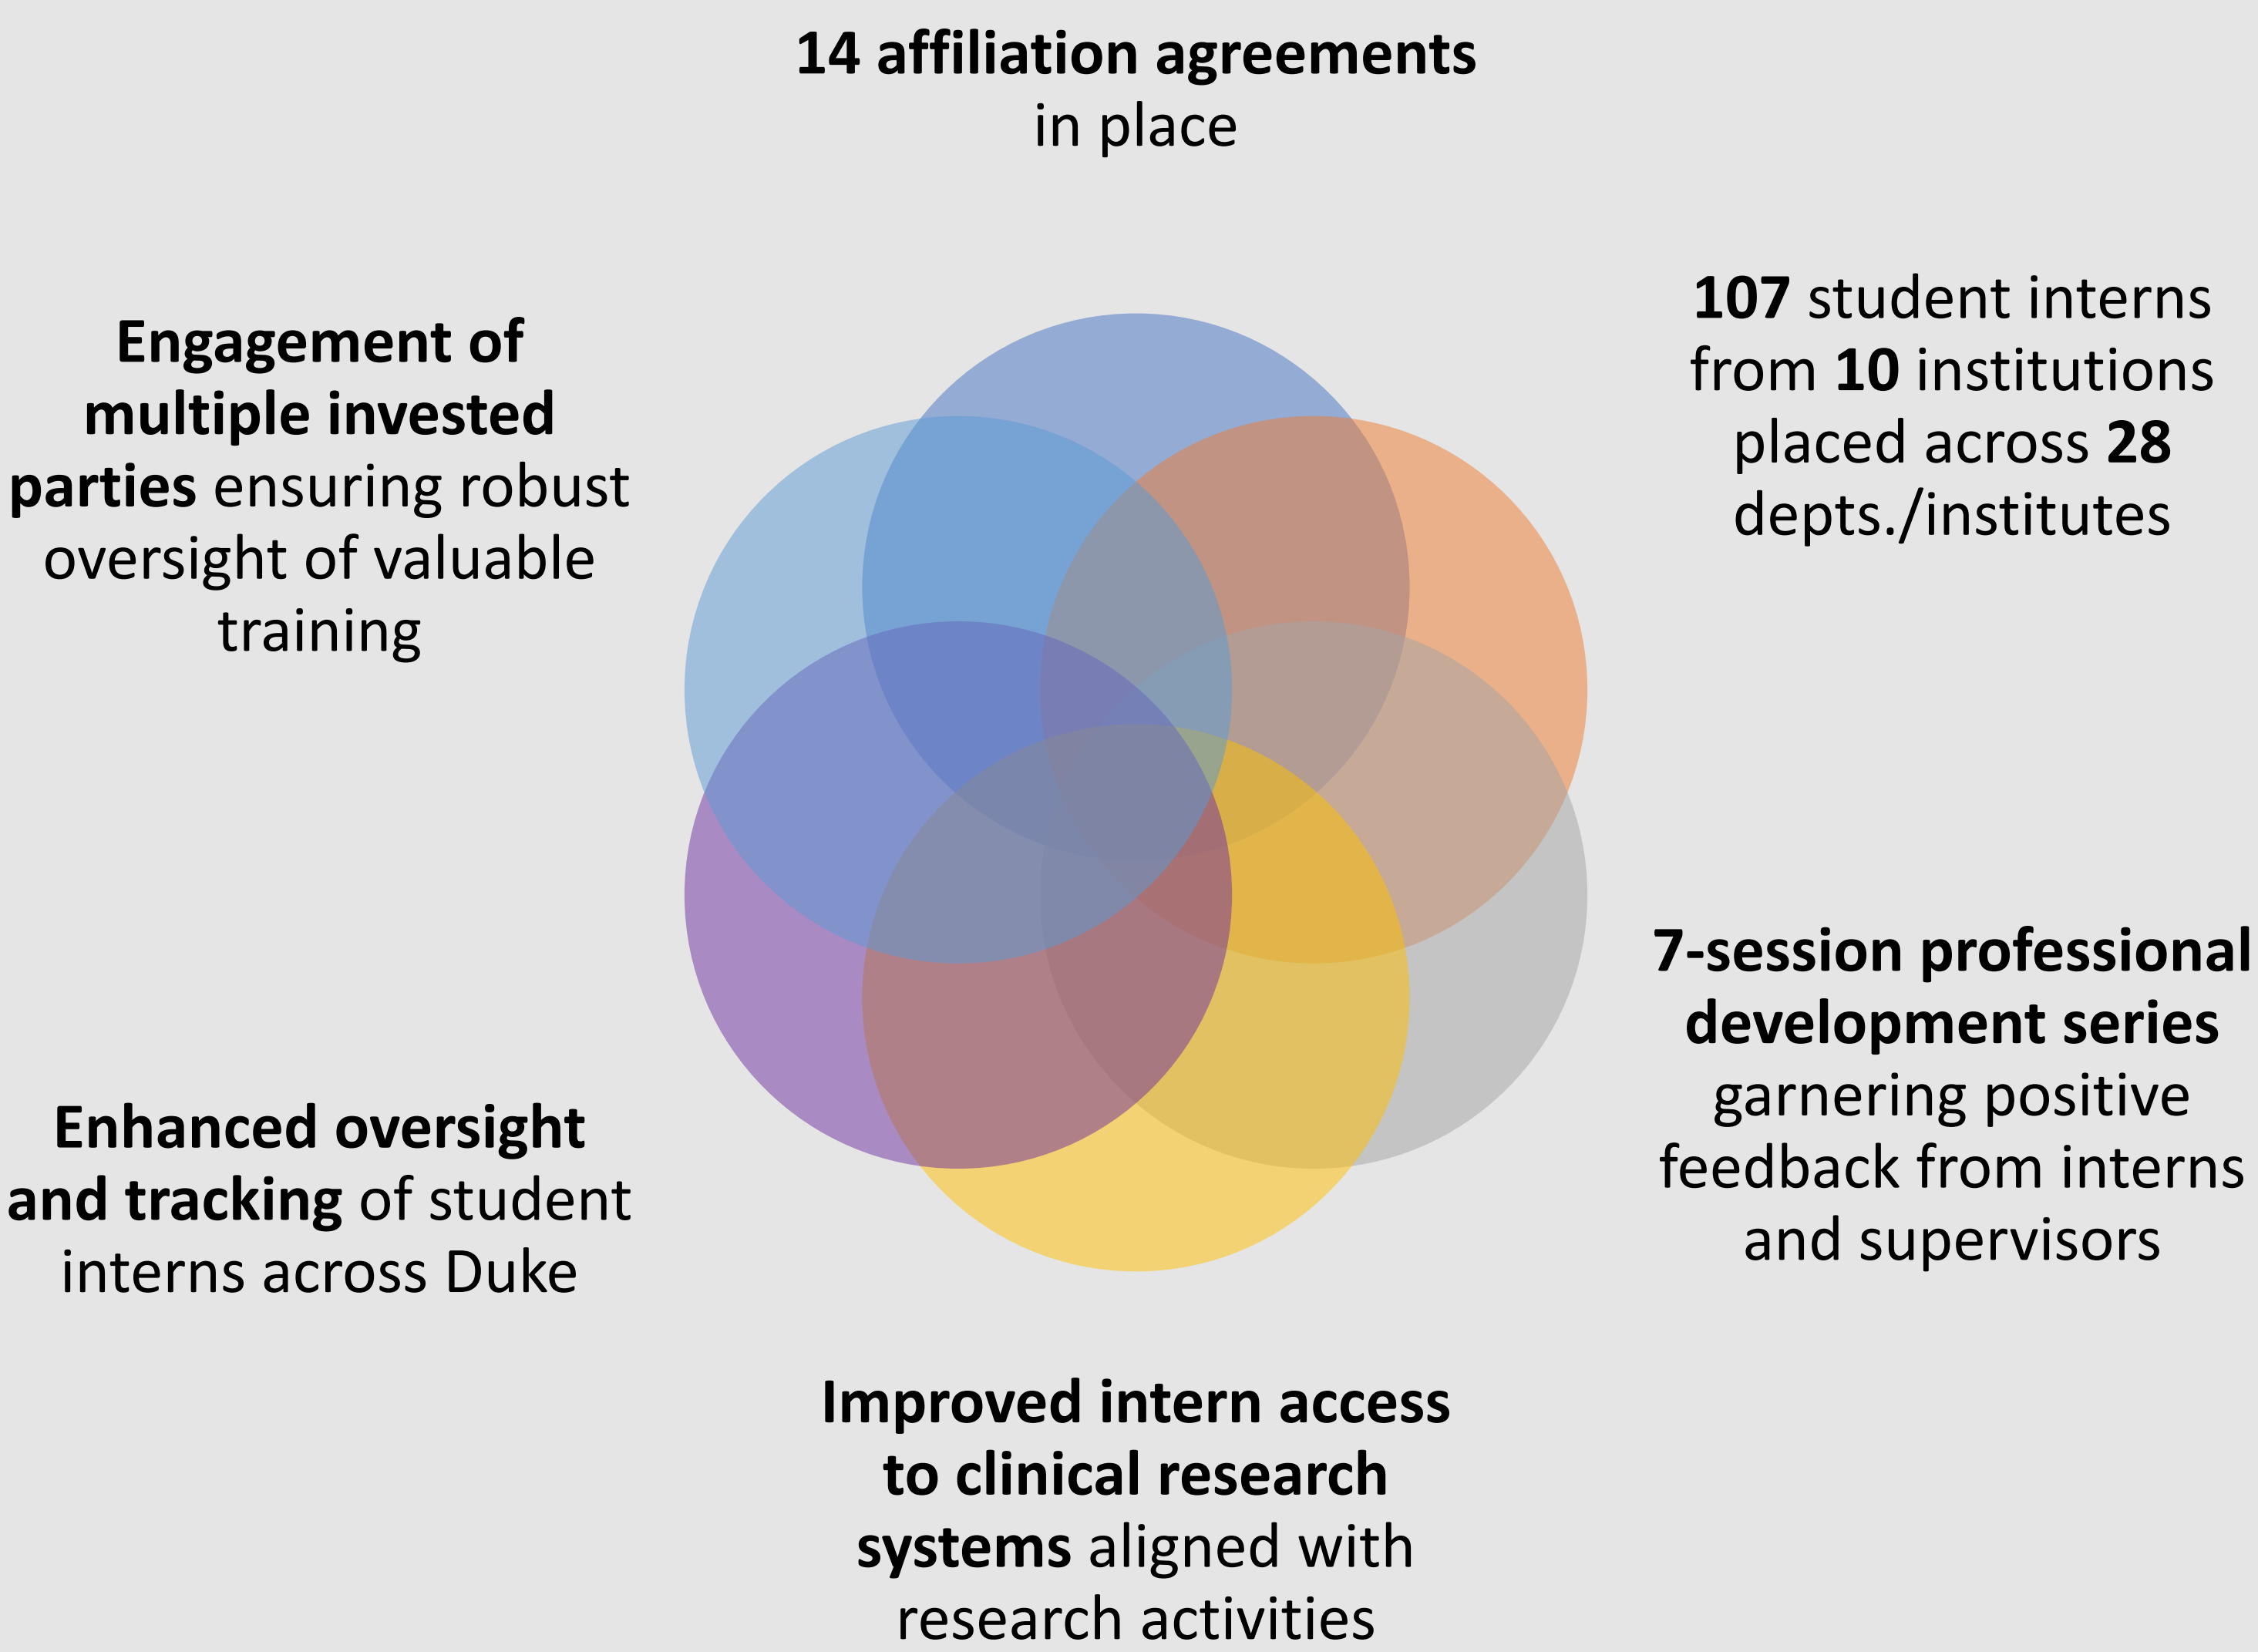 14 affiliation agreements
in place
107 student interns
from 10 institutions
placed across 28
depts./institutes
7-session professional
development series
garnering positive
feedback from interns
and supervisors
Improved intern access
to clinical research
systems aligned with
research activities
Enhanced oversight
and tracking of student
interns across Duke
Engagement of
multiple invested
parties ensuring robust
oversight of valuable
training